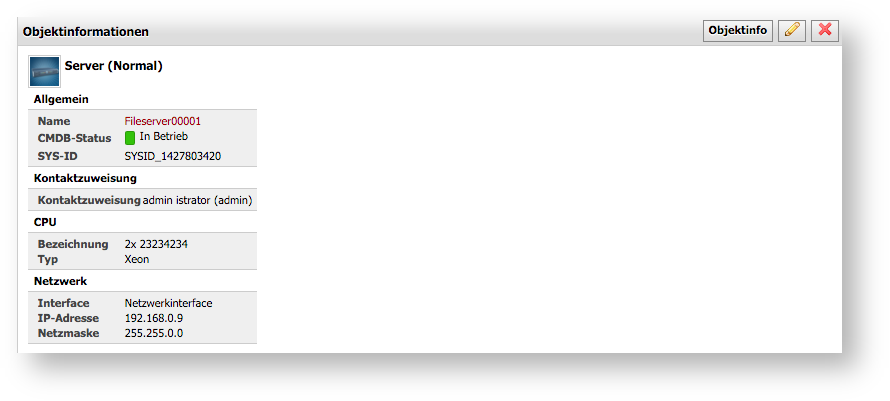 Objektinformationen
Objektinfo
Server (Normal)
Allgemein
Name Fileserver00001
CMDB-Status In Betrieb
SYS-ID SYSID_1427803420
Kontaktzuweisung
Kontaktzuweisung admin istrator (admin)
CPU
Bezeichnung 2x 23234234
Typ Xeon
Netzwerk
Interface Netzwerkinterface
IP-Adresse 192.168.0.9
Netzmaske 255.255.0.0